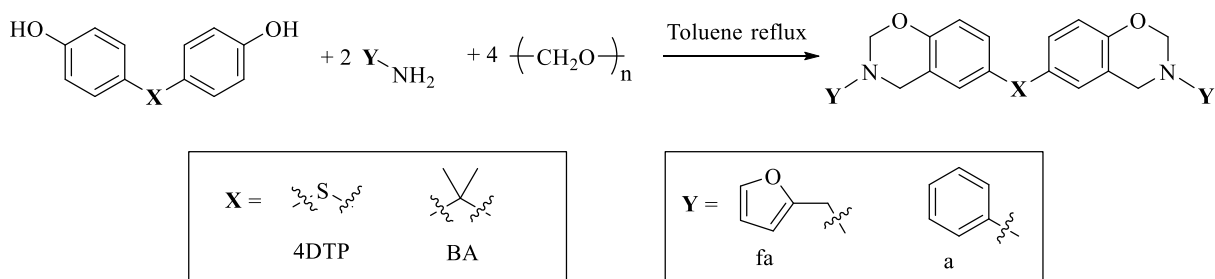 HO OH + 2 Y NH2 + 4 (CH2O)n Toluene reflux O N Y X O N Y
X
X = S 4DTP BA
Y = O fa a